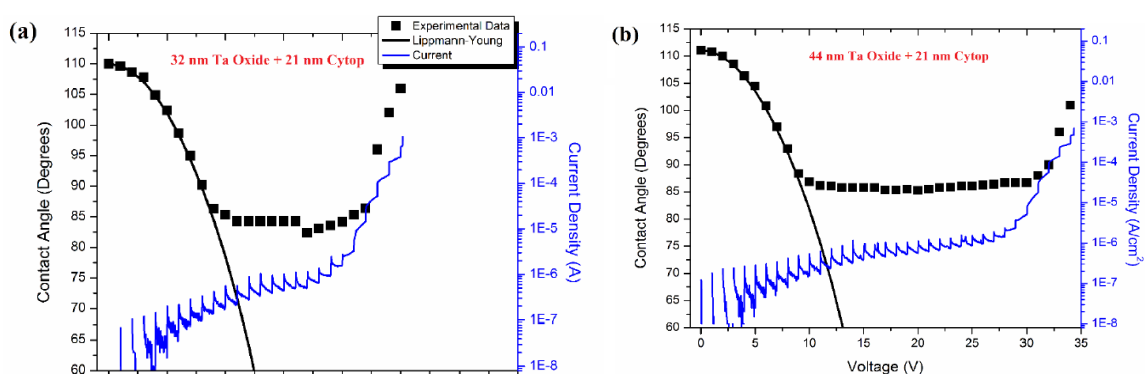 (a)
Experimental Data
Lippmann-Young
Current
32 nm Ta Oxide + 21 nm Cytop
115
110
105
100
95
90
85
80
75
70
65
60
Contact Angle (Degrees)
0.1
0.01
1E-3
1E-4
1E-5
1E-6
1E-7
1E-8
Current Density (A)
(b)
44 nm Ta Oxide + 21 nm Cytop
115
110
105
100
95
90
85
80
75
70
65
60
Contact Angle (Degrees)
0 5 10 15 20 25 30 35
Voltage (V)
0.1
0.01
1E-3
1E-4
1E-5
1E-6
1E-7
1E-8
Current Density (A/cm²)